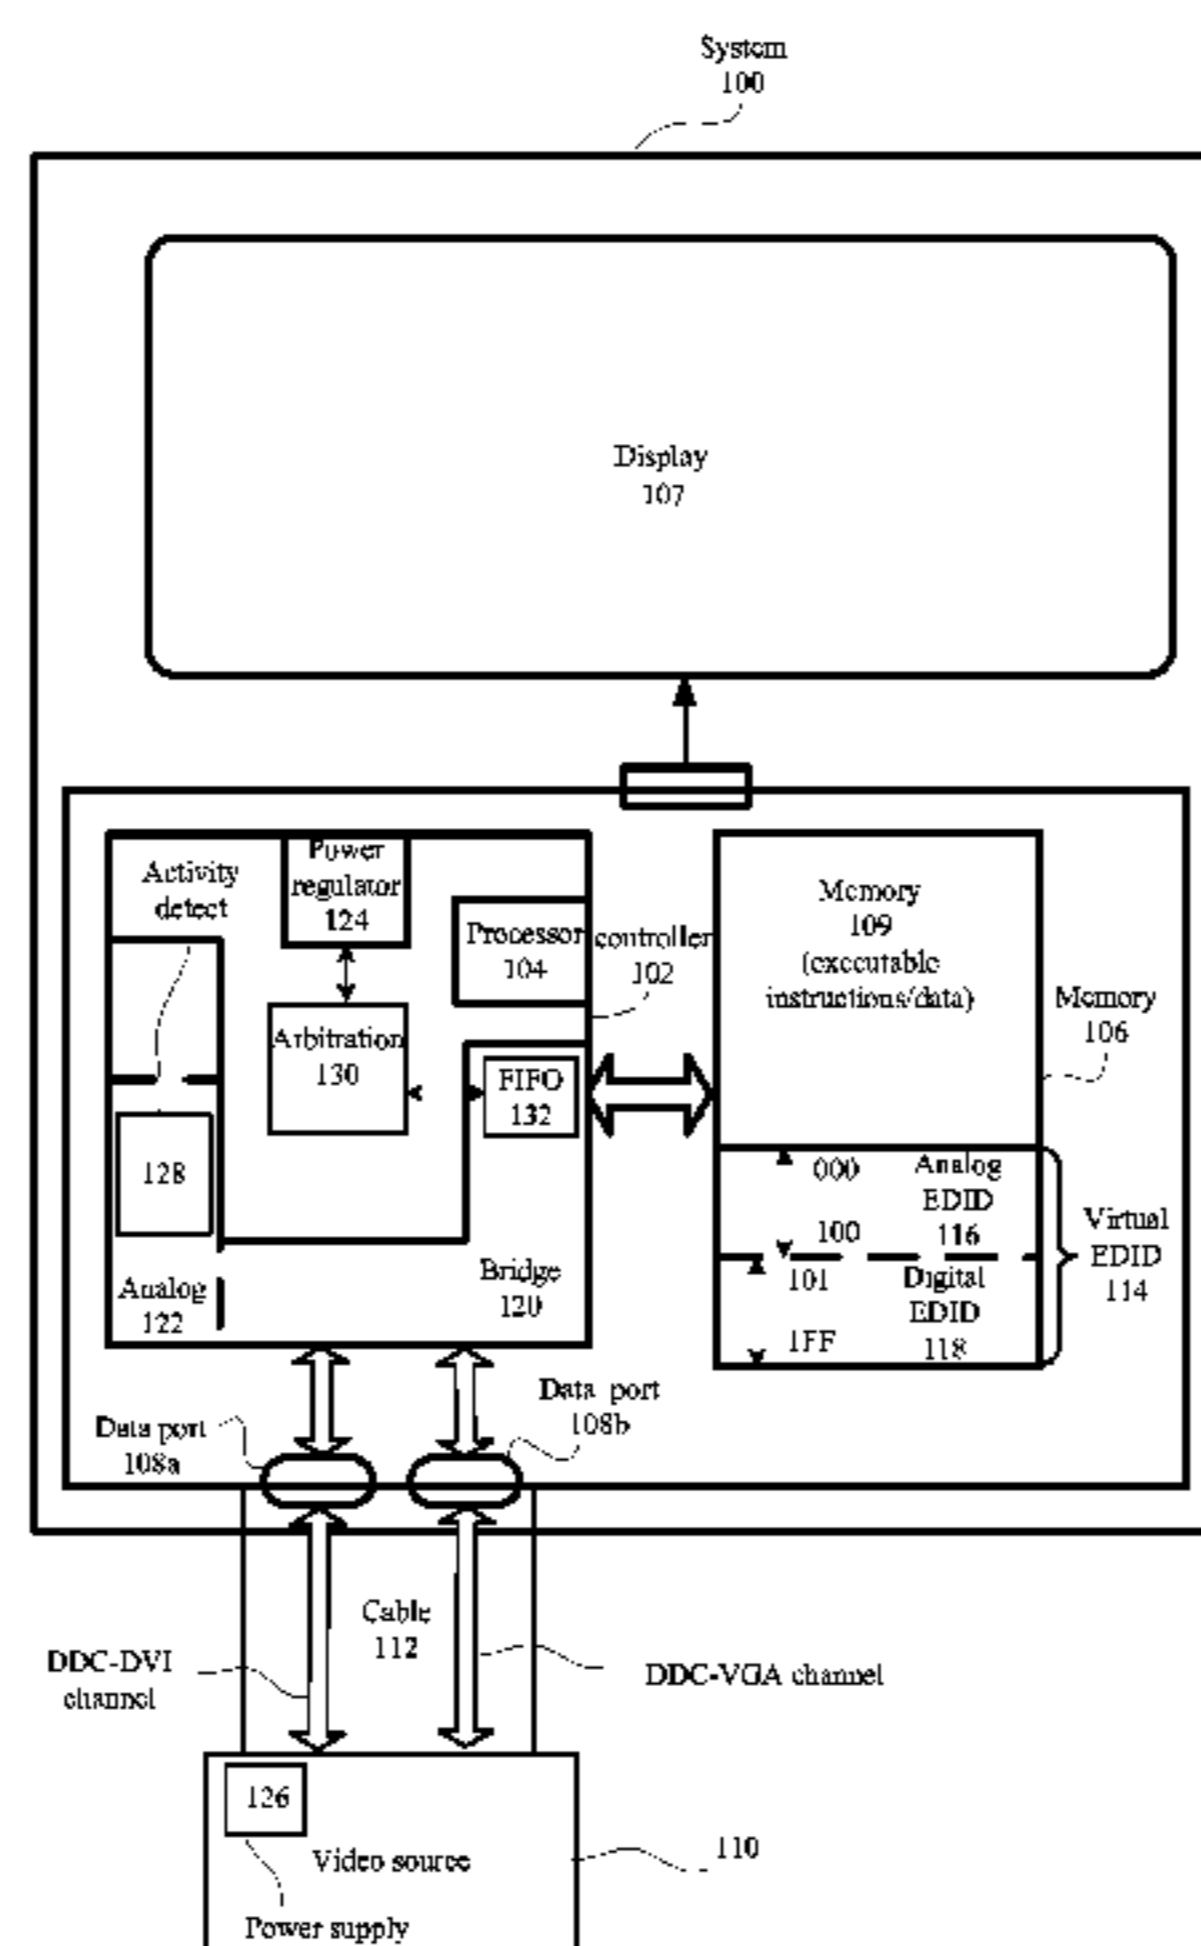 System
100
Display
107
Activity
detect
Power
regulator
124
Processor
104
controller
102
Memory
109
(executable
instructions/data)
Memory
106
Arbitration
130
FIFO
132
128
000
Analog
EDID
116
100
101
Digital
EDID
118
1FF
Virtual
EDID
114
Analog
122
Bridge
120
Data port
108a
Data port
108b
Cable
112
DDC-DVI
channel
DDC-VGA channel
126
Video source
110
Power supply